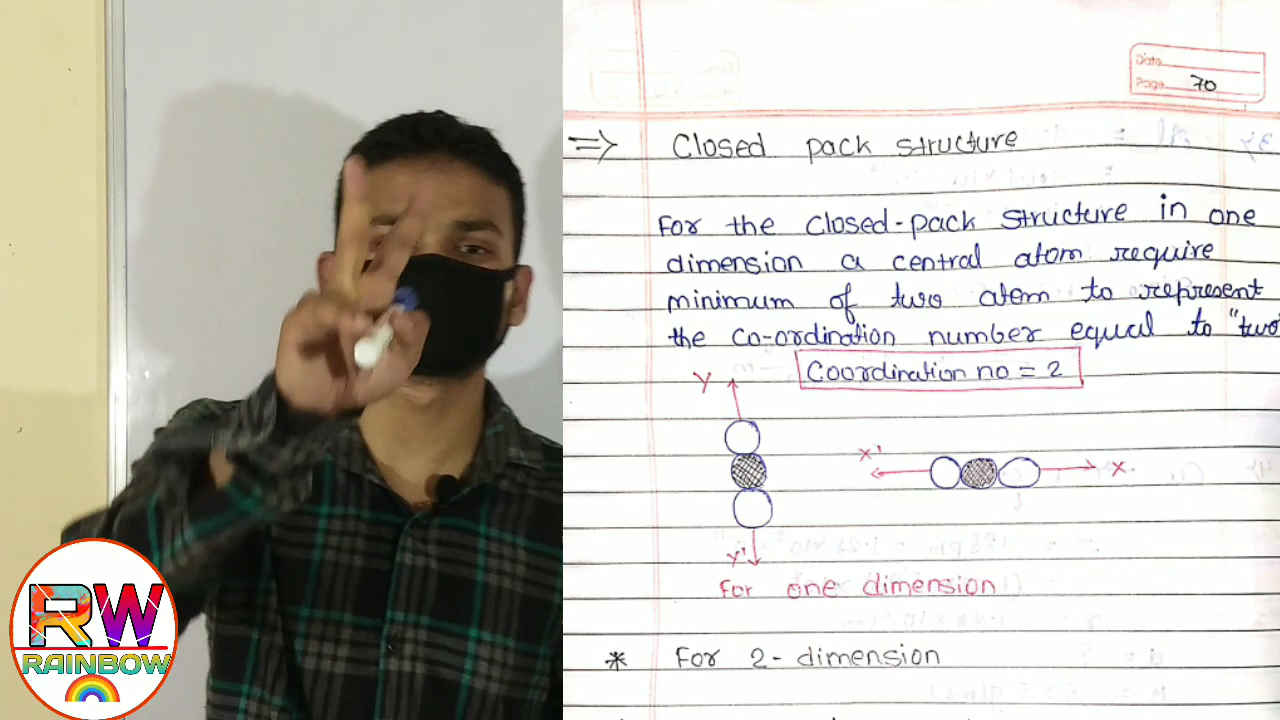 Date
Page 70
=> Closed pack structure
For the closed-pack structure in one
dimension a central atom require
minimum of two atom to represent
the co-ordination number equal to "two"
Coordination no = 2
Y
X' X
Y'
For one dimension
* For 2-dimension
RW
RAINBOW